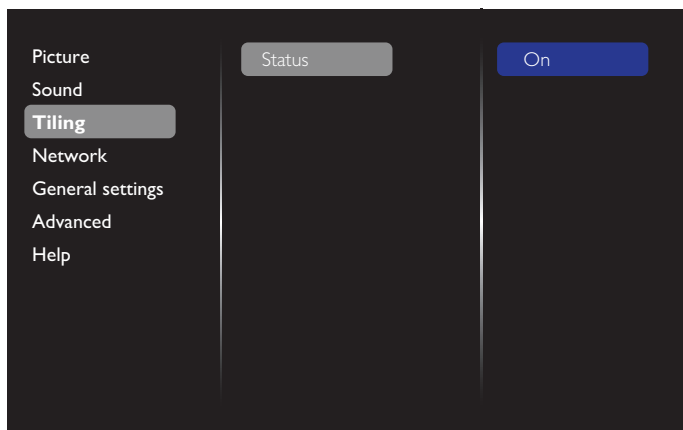 Picture
Sound
Tiling
Network
General settings
Advanced
Help
Status
On